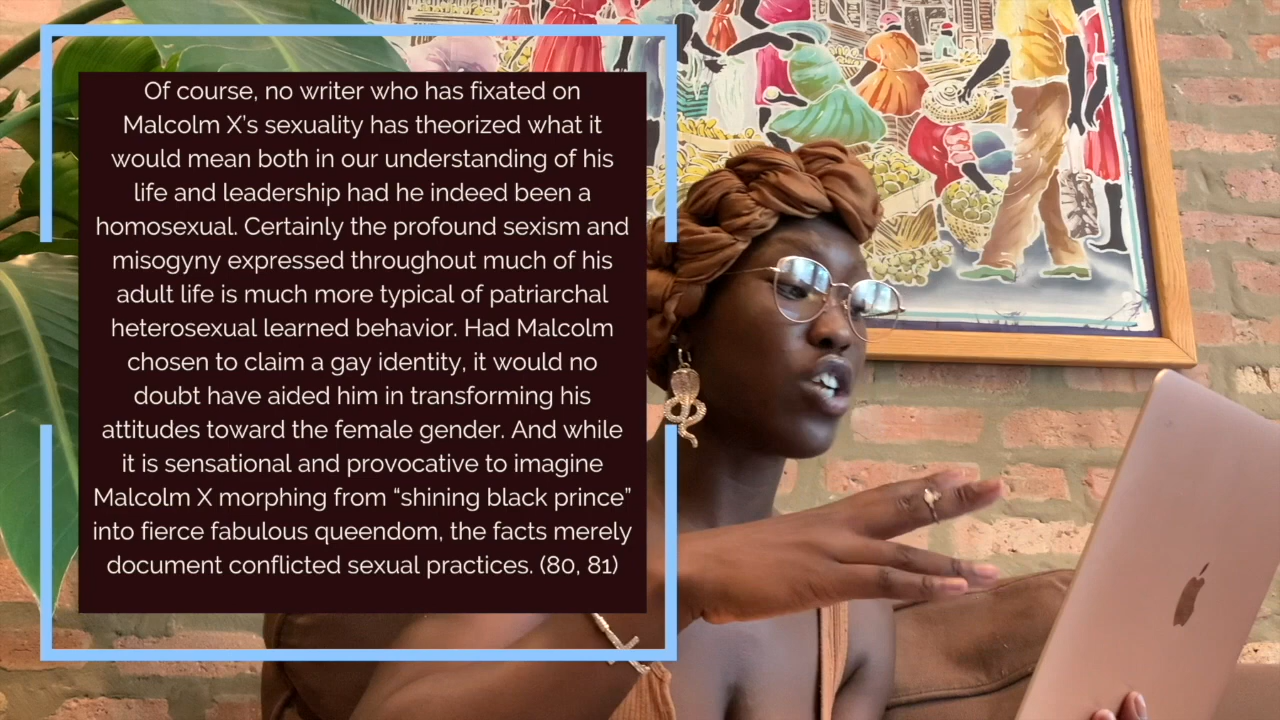 Of course, no writer who has fixated on
Malcolm X's sexuality has theorized what it
would mean both in our understanding of his
life and leadership had he indeed been a
homosexual. Certainly the profound sexism and
misogyny expressed throughout much of his
adult life is much more typical of patriarchal
heterosexual learned behavior. Had Malcolm
chosen to claim a gay identity, it would no
doubt have aided him in transforming his
attitudes toward the female gender. And while
it is sensational and provocative to imagine
Malcolm X morphing from “shining black prince”
into fierce fabulous queendom, the facts merely
document conflicted sexual practices. (80, 81)